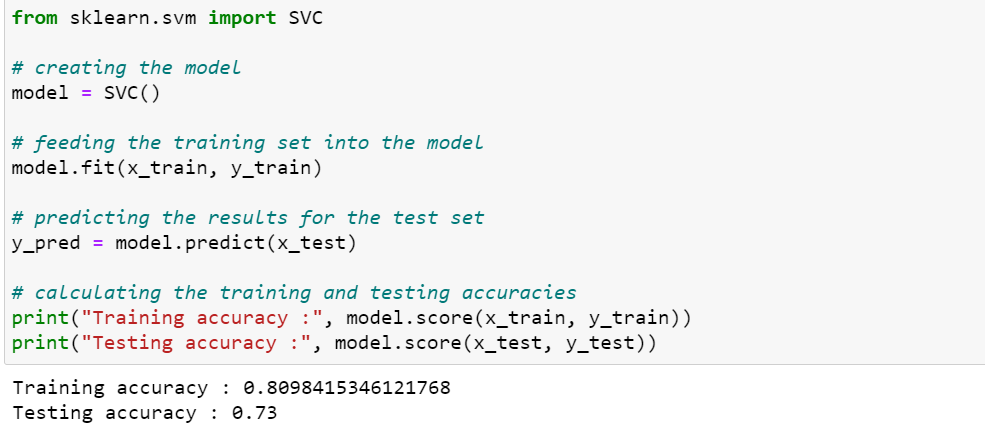 from sklearn.svm import SVC
# creating the model
model = SVC()
# feeding the training set into the model
model.fit(x_train, y_train)
# predicting the results for the test set
y_pred = model.predict(x_test)
# calculating the training and testing accuracies
print("Training accuracy :", model.score(x_train, y_train))
print("Testing accuracy :", model.score(x_test, y_test))
Training accuracy : 0.8098415346121768
Testing accuracy : 0.73